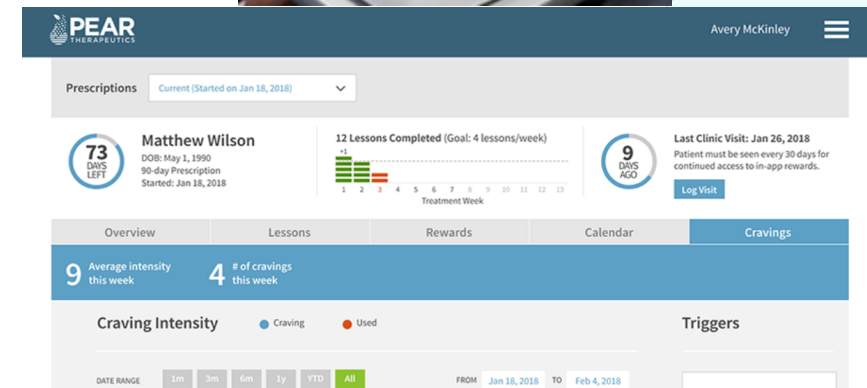 PEAR
THERAPEUTICS
Avery McKinley
Prescriptions
Current (Started on Jan 18, 2018)
73
DAYS
LEFT
Matthew Wilson
DOB: May 1, 1990
90-day Prescription
Started: Jan 18, 2018
12 Lessons Completed (Goal: 4 lessons/week)
+1
1 2 3 4 5 6 7 8 9 10 11 12 13
Treatment Week
9
DAYS
AGO
Last Clinic Visit: Jan 26, 2018
Patient must be seen every 30 days for
continued access to in-app rewards.
Log Visit
Overview Lessons Rewards Calendar Cravings
9 Average intensity
this week
4 # of cravings
this week
Craving Intensity
Craving Used
Triggers
DATE RANGE 1m 3m 6m 1y YTD All
FROM Jan 18, 2018 TO Feb 4, 2018